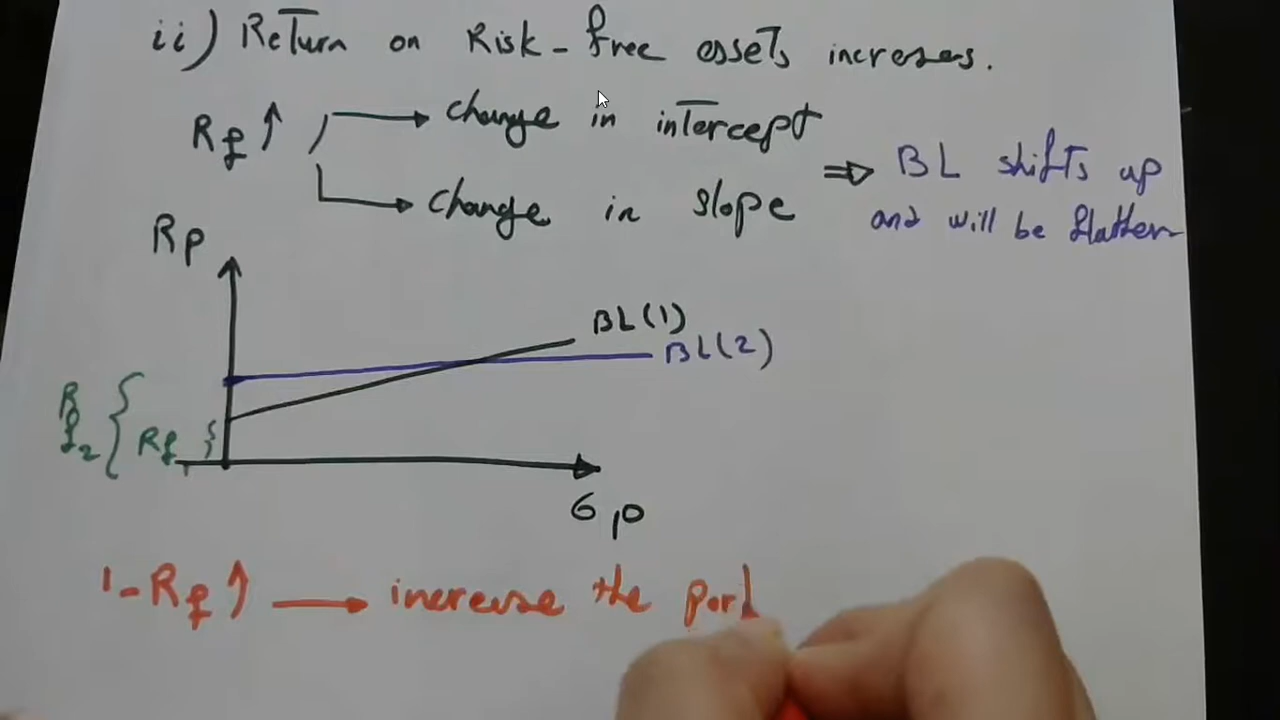 ii) Return on Risk-free assets increases.
Rf ↑ → change in intercept
→ change in slope
⇒ BL shifts up
and will be flatter
Rp
BL(1)
BL(2)
Rf2 { Rf {
σp
1- Rf ↑ → increase the